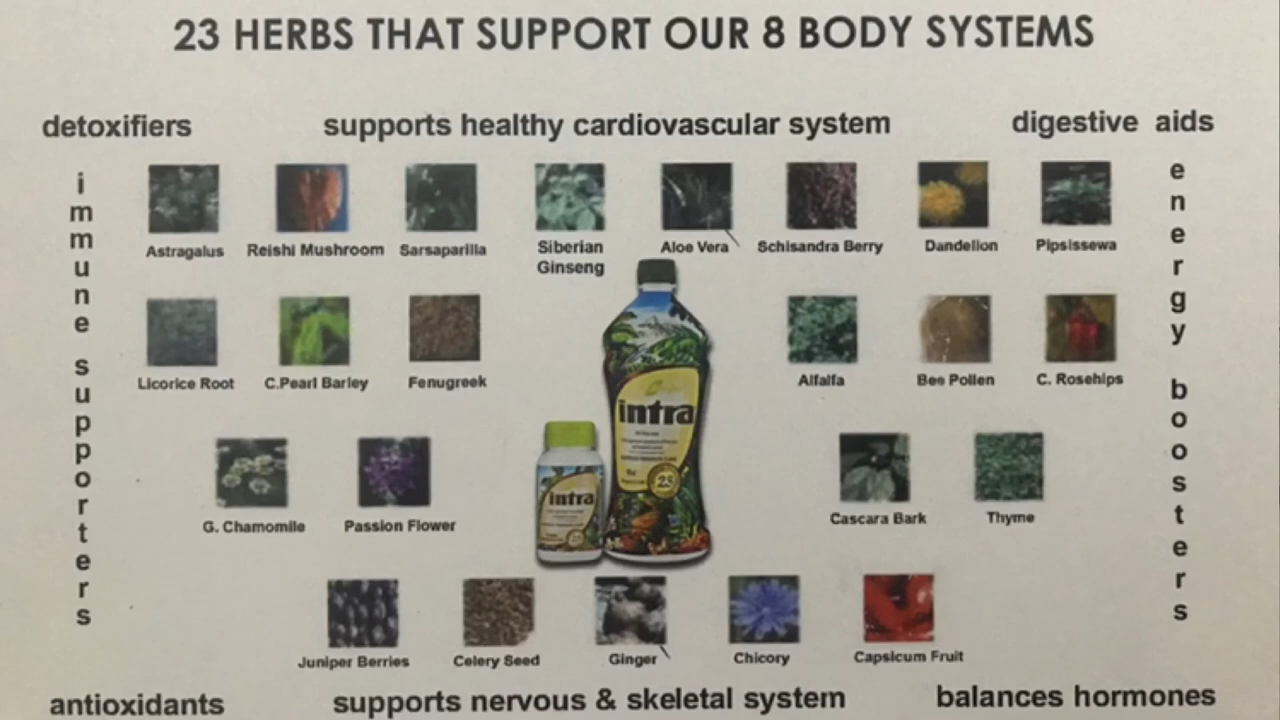 23 HERBS THAT SUPPORT OUR 8 BODY SYSTEMS
detoxifiers
supports healthy cardiovascular system
digestive aids
immune supporters
energy boosters
Astragalus
Reishi Mushroom
Sarsaparilla
Siberian
Ginseng
Aloe Vera
Schisandra Berry
Dandelion
Pipsissewa
Licorice Root
C.Pearl Barley
Fenugreek
Alfalfa
Bee Pollen
C. Rosehips
G. Chamomile
Passion Flower
intra
23
intra
Cascara Bark
Thyme
Juniper Berries
Celery Seed
Ginger
Chicory
Capsicum Fruit
antioxidants
supports nervous & skeletal system
balances hormones